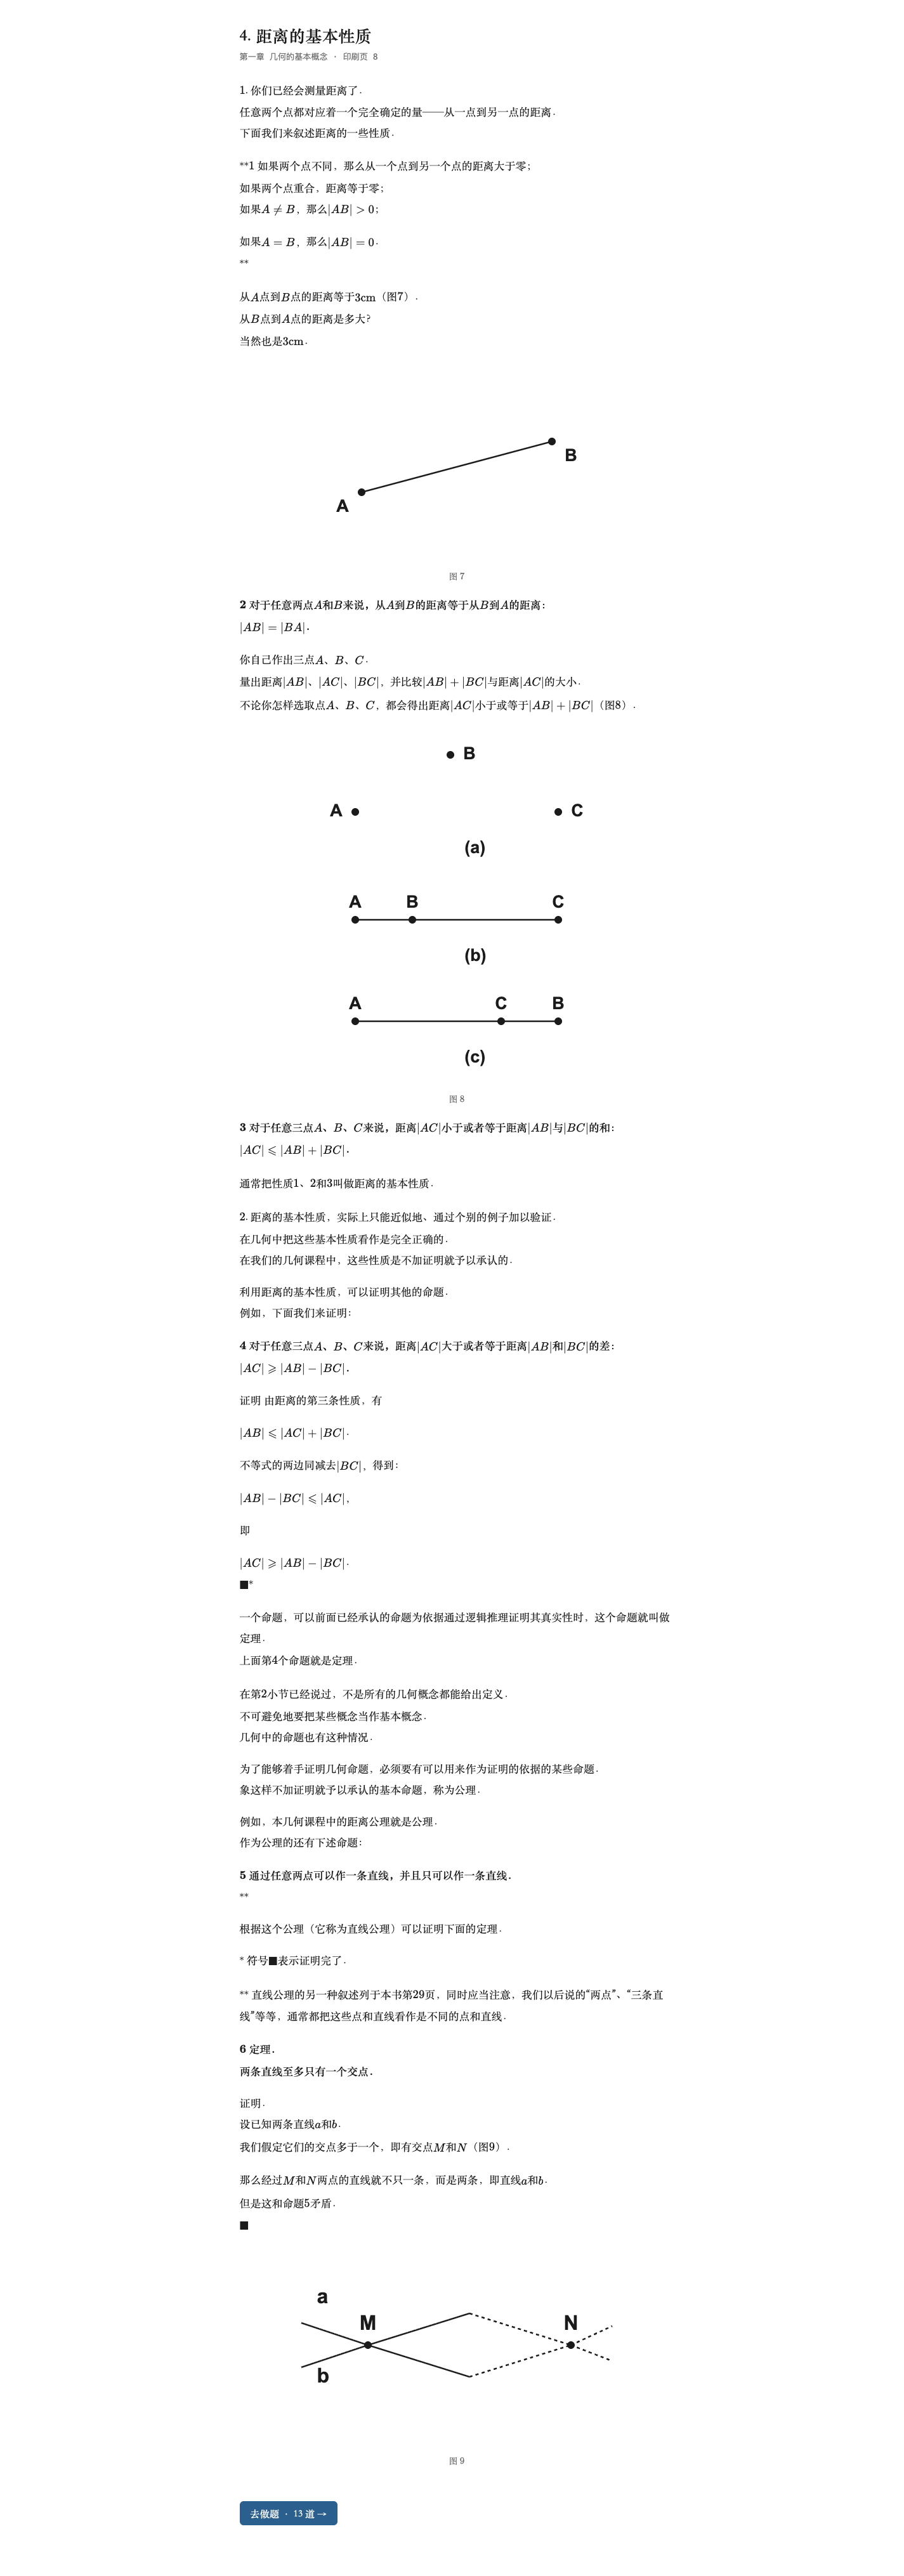 4. 距离的基本性质
第一章 几何的基本概念 · 印刷页 8
1. 你们已经会测量距离了.
任意两个点都对应着一个完全确定的量——从一点到另一点的距离.
下面我们来叙述距离的一些性质.
**1 如果两个点不同，那么从一个点到另一个点的距离大于零；
如果两个点重合，距离等于零；
如果A ≠ B，那么|AB| > 0；
如果A = B，那么|AB| = 0.
**
从A点到B点的距离等于3cm（图7）.
从B点到A点的距离是多大？
当然也是3cm.
B
A
图 7
2 对于任意两点A和B来说，从A到B的距离等于从B到A的距离：
|AB| = |BA|.
你自己作出三点A、B、C.
量出距离|AB|、|AC|、|BC|，并比较|AB| + |BC|与距离|AC|的大小.
不论你怎样选取点A、B、C，都会得出距离|AC|小于或等于|AB| + |BC|（图8）.
B
A C
(a)
A B C
(b)
A C B
(c)
图 8
3 对于任意三点A、B、C来说，距离|AC|小于或者等于距离|AB|与|BC|的和：
|AC| ⩽ |AB| + |BC|.
通常把性质1、2和3叫做距离的基本性质.
2. 距离的基本性质，实际上只能近似地、通过个别的例子加以验证.
在几何中把这些基本性质看作是完全正确的.
在我们的几何课程中，这些性质是不加证明就予以承认的.
利用距离的基本性质，可以证明其他的命题.
例如，下面我们来证明：
4 对于任意三点A、B、C来说，距离|AC|大于或者等于距离|AB|和|BC|的差：
|AC| ⩾ |AB| − |BC|.
证明 由距离的第三条性质，有
|AB| ⩽ |AC| + |BC|.
不等式的两边同减去|BC|，得到：
|AB| − |BC| ⩽ |AC|，
即
|AC| ⩾ |AB| − |BC|.
■*
一个命题，可以前面已经承认的命题为依据通过逻辑推理证明其真实性时，这个命题就叫做
定理.
上面第4个命题就是定理.
在第2小节已经说过，不是所有的几何概念都能给出定义.
不可避免地要把某些概念当作基本概念.
几何中的命题也有这种情况.
为了能够着手证明几何命题，必须要有可以用来作为证明的依据的某些命题.
象这样不加证明就予以承认的基本命题，称为公理.
例如，本几何课程中的距离公理就是公理.
作为公理的还有下述命题：
5 通过任意两点可以作一条直线，并且只可以作一条直线.
**
根据这个公理（它称为直线公理）可以证明下面的定理.
* 符号■表示证明完了.
** 直线公理的另一种叙述列于本书第29页，同时应当注意，我们以后说的“两点”、“三条直
线”等等，通常都把这些点和直线看作是不同的点和直线.
6 定理.
两条直线至多只有一个交点.
证明.
设已知两条直线a和b.
我们假定它们的交点多于一个，即有交点M和N（图9）.
那么经过M和N两点的直线就不只一条，而是两条，即直线a和b.
但是这和命题5矛盾.
■
a
M N
b
图 9
去做题 · 13 道 →